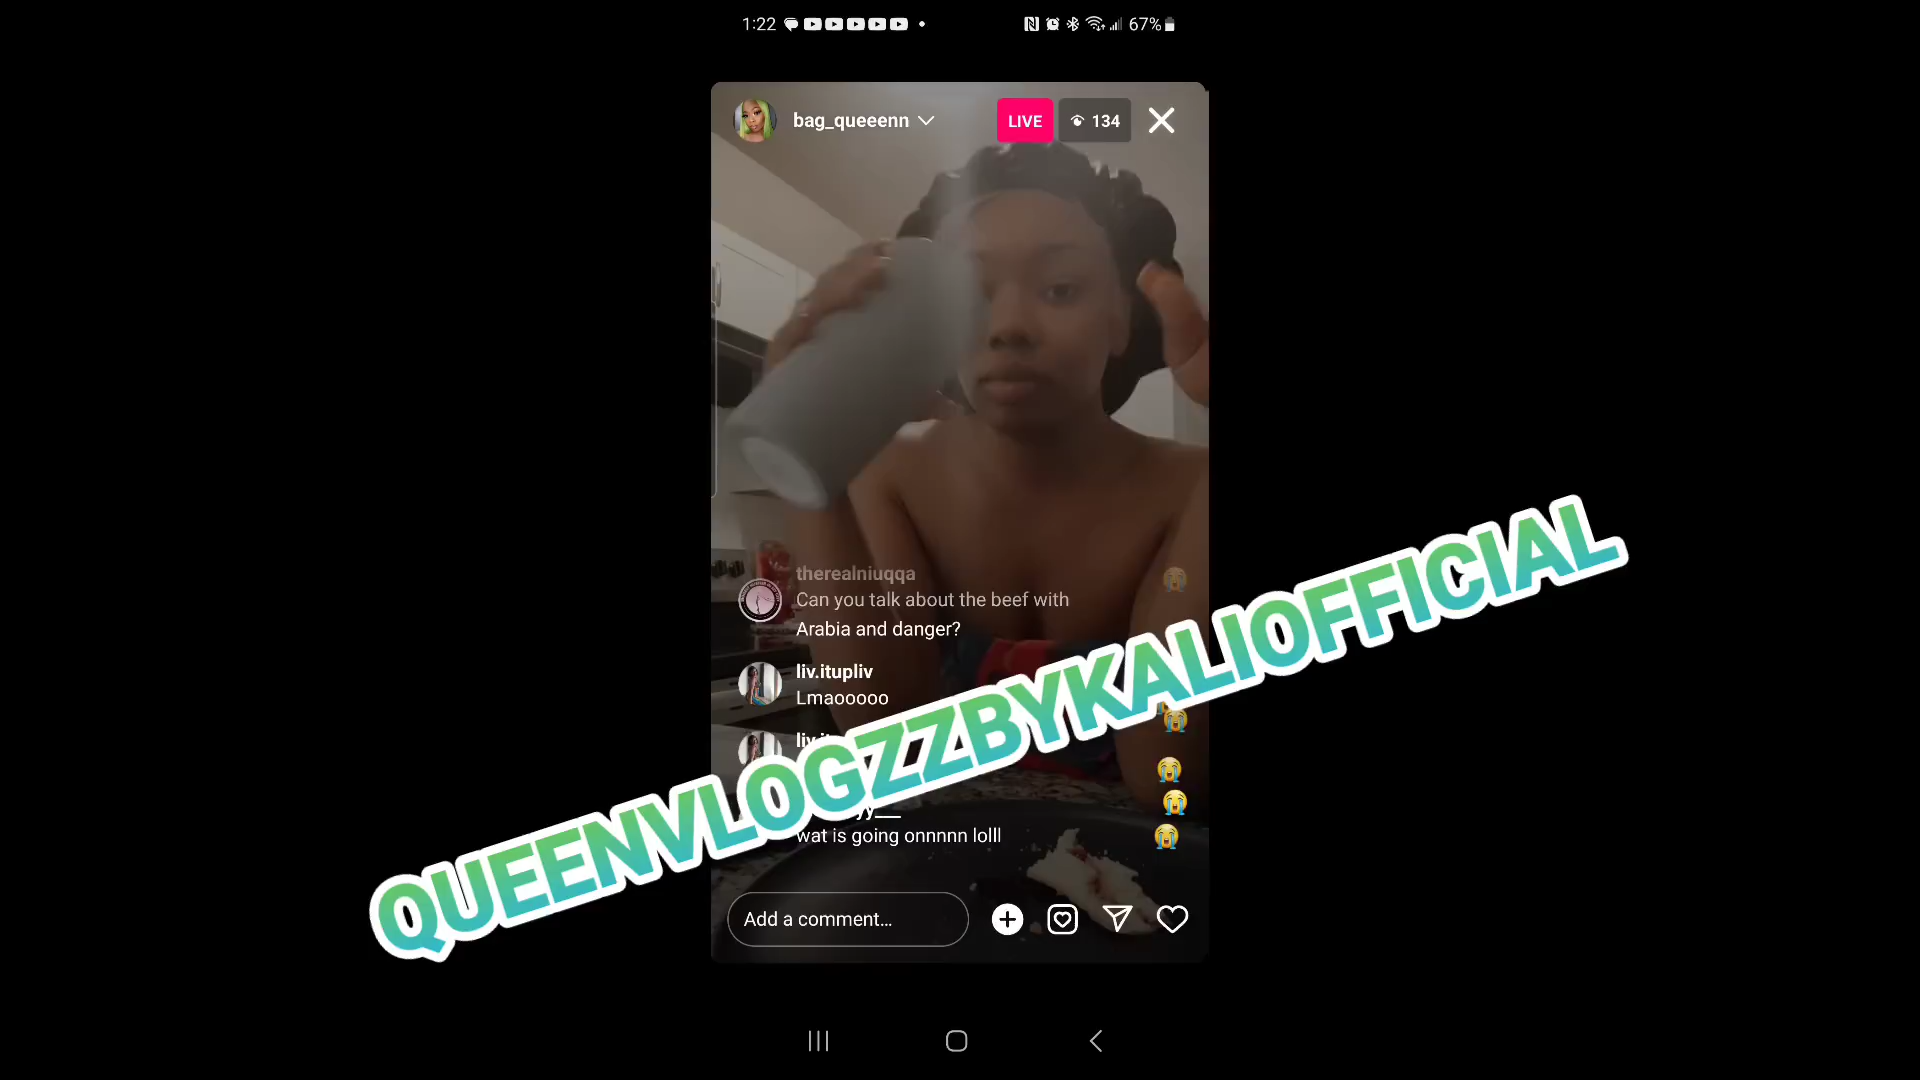 1:22
67%
bag_queeenn
LIVE
134
therealniuqqa
Can you talk about the beef with
Arabia and danger?
liv.itupliv
Lmaooooo
wat is going onnnnn lolll
QUEENVLOGZZBYKALIOFFICIAL
Add a comment...